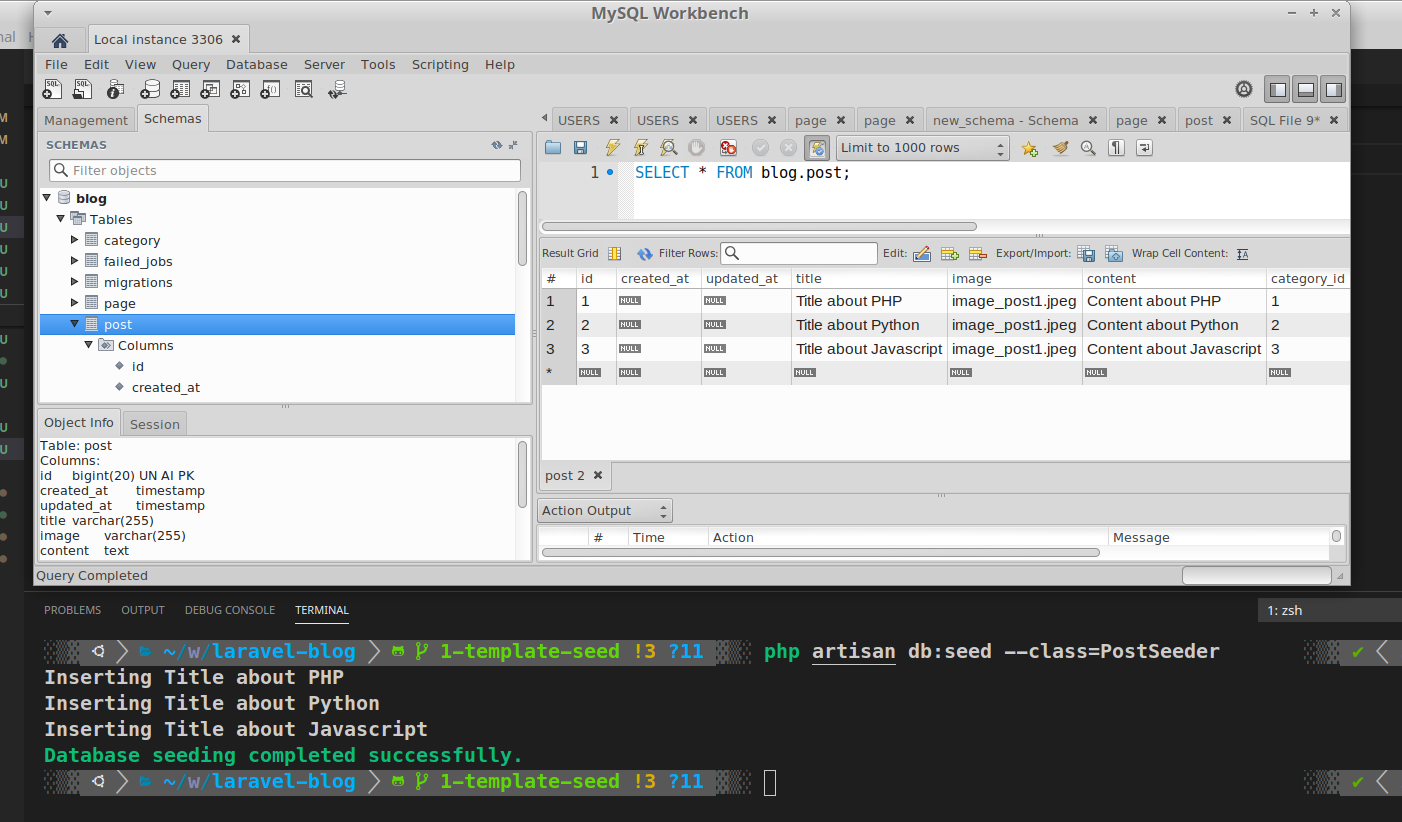 MySQL Workbench
Local instance 3306
File Edit View Query Database Server Tools Scripting Help
Management Schemas
USERS USERS USERS page page new_schema - Schema page post SQL File 9*
SCHEMAS
Filter objects
Limit to 1000 rows
1 SELECT * FROM blog.post;
blog
Tables
category
failed_jobs
migrations
page
post
Columns
id
created_at
Result Grid Filter Rows: Edit: Export/Import: Wrap Cell Content:
# id created_at updated_at title image content category_id
1 1 NULL NULL Title about PHP image_post1.jpeg Content about PHP 1
2 2 NULL NULL Title about Python image_post1.jpeg Content about Python 2
3 3 NULL NULL Title about Javascript image_post1.jpeg Content about Javascript 3
* NULL NULL NULL NULL NULL NULL NULL
Object Info Session
Table: post
Columns:
id bigint(20) UN AI PK
created_at timestamp
updated_at timestamp
title varchar(255)
image varchar(255)
content text
post 2
Action Output
# Time Action Message
Query Completed
PROBLEMS OUTPUT DEBUG CONSOLE TERMINAL 1: zsh
~/w/laravel-blog 1-template-seed !3 ?11 php artisan db:seed --class=PostSeeder
Inserting Title about PHP
Inserting Title about Python
Inserting Title about Javascript
Database seeding completed successfully.
~/w/laravel-blog 1-template-seed !3 ?11